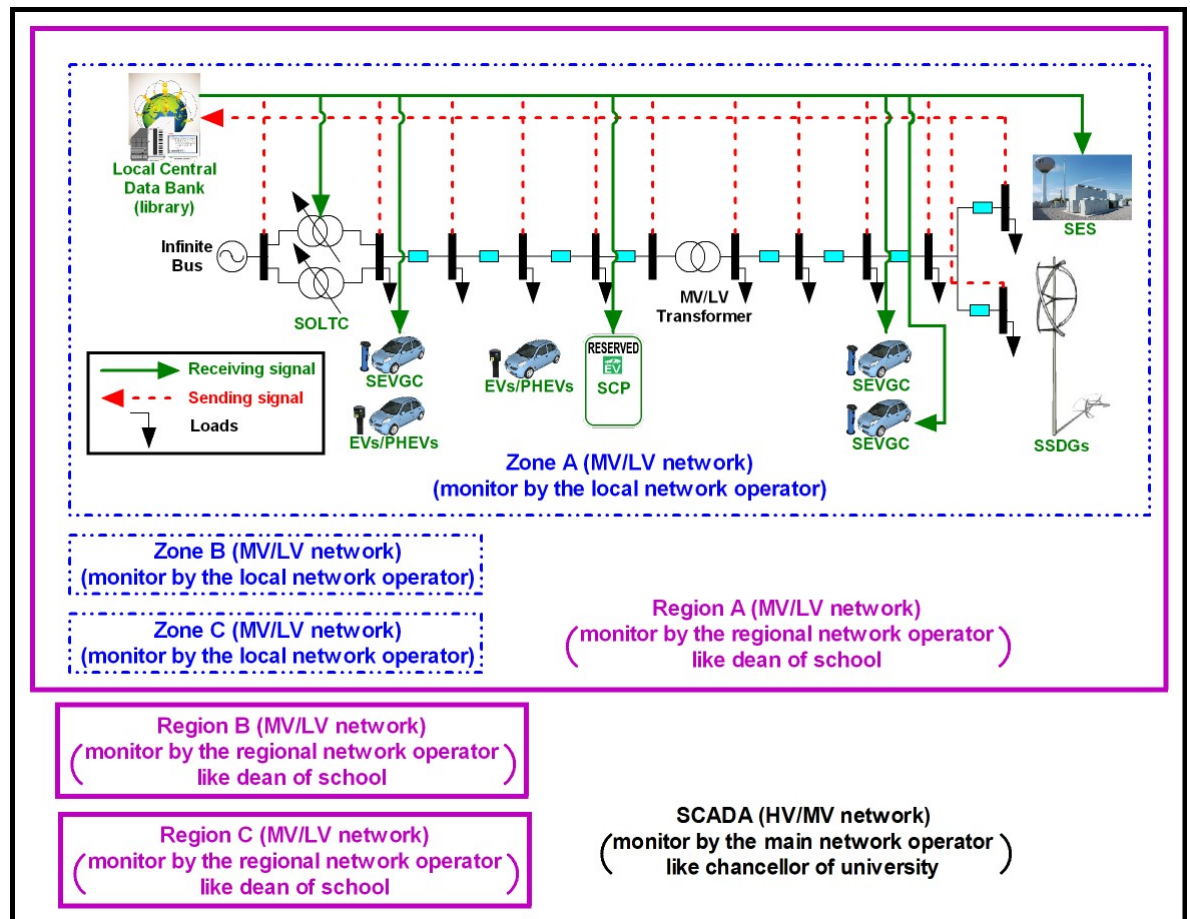 Local Central
Data Bank
(library)
Infinite
Bus
SOLTC
MV/LV
Transformer
SES
Receiving signal
Sending signal
Loads
SEVGC
EVs/PHEVs
EVs/PHEVs
RESERVED
EV
SCP
SEVGC
SEVGC
SSDGs
Zone A (MV/LV network)
(monitor by the local network operator)
Zone B (MV/LV network)
(monitor by the local network operator)
Zone C (MV/LV network)
(monitor by the local network operator)
Region A (MV/LV network)
(monitor by the regional network operator
like dean of school)
Region B (MV/LV network)
(monitor by the regional network operator
like dean of school)
Region C (MV/LV network)
(monitor by the regional network operator
like dean of school)
SCADA (HV/MV network)
(monitor by the main network operator
like chancellor of university)